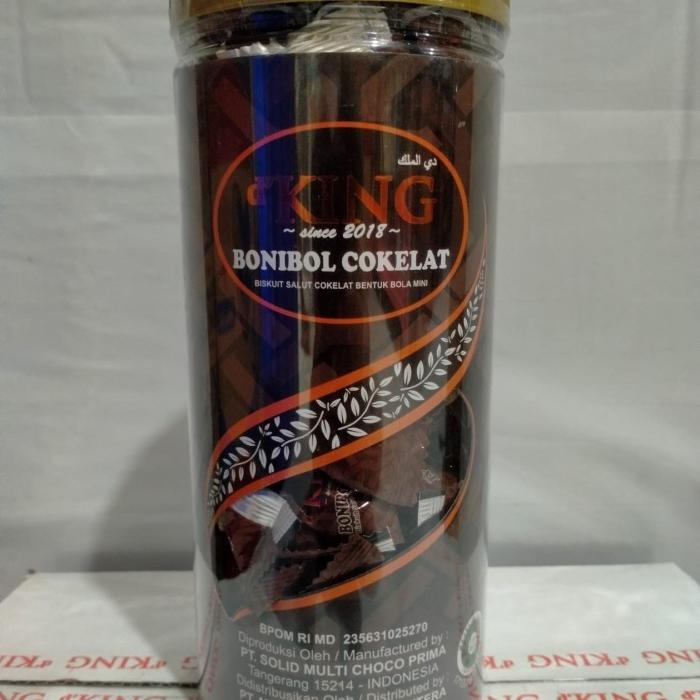 دي الملك
d'KING
~ since 2018 ~
BONIBOL COKELAT
BISKUIT SALUT COKELAT BENTUK BOLA MINI
BPOM RI MD 235631025270
Diproduksi Oleh / Manufactured by :
PT. SOLID MULTI CHOCO PRIMA
Tangerang 15214 - INDONESIA
Didistribusikan Oleh / Distributed by :
d'KING d'KING